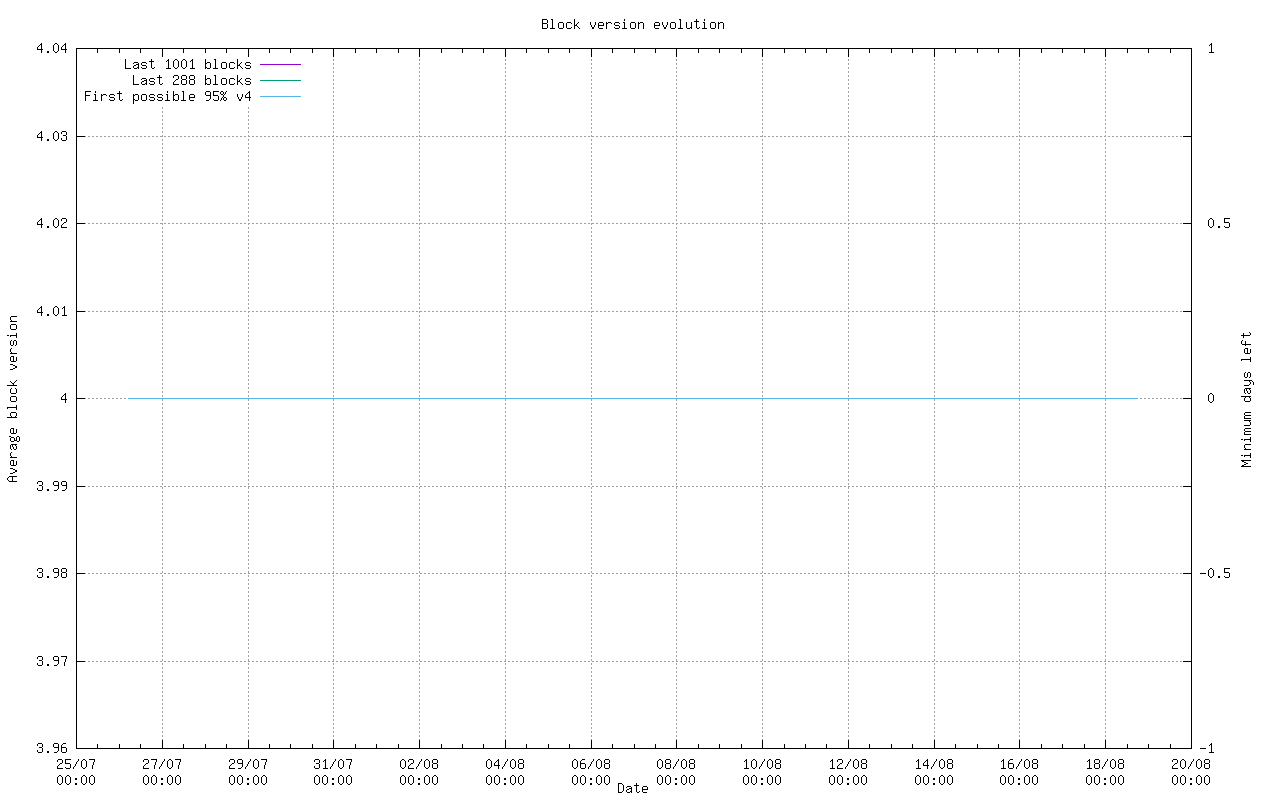 Block version evolution
Last 1001 blocks
Last 288 blocks
First possible 95% v4
4.04
4.03
4.02
4.01
4
3.99
3.98
3.97
3.96
1
0.5
0
-0.5
-1
Average block version
Minimum days left
25/07 27/07 29/07 31/07 02/08 04/08 06/08 08/08 10/08 12/08 14/08 16/08 18/08 20/08
00:00 00:00 00:00 00:00 00:00 00:00 00:00 00:00 00:00 00:00 00:00 00:00 00:00 00:00
Date